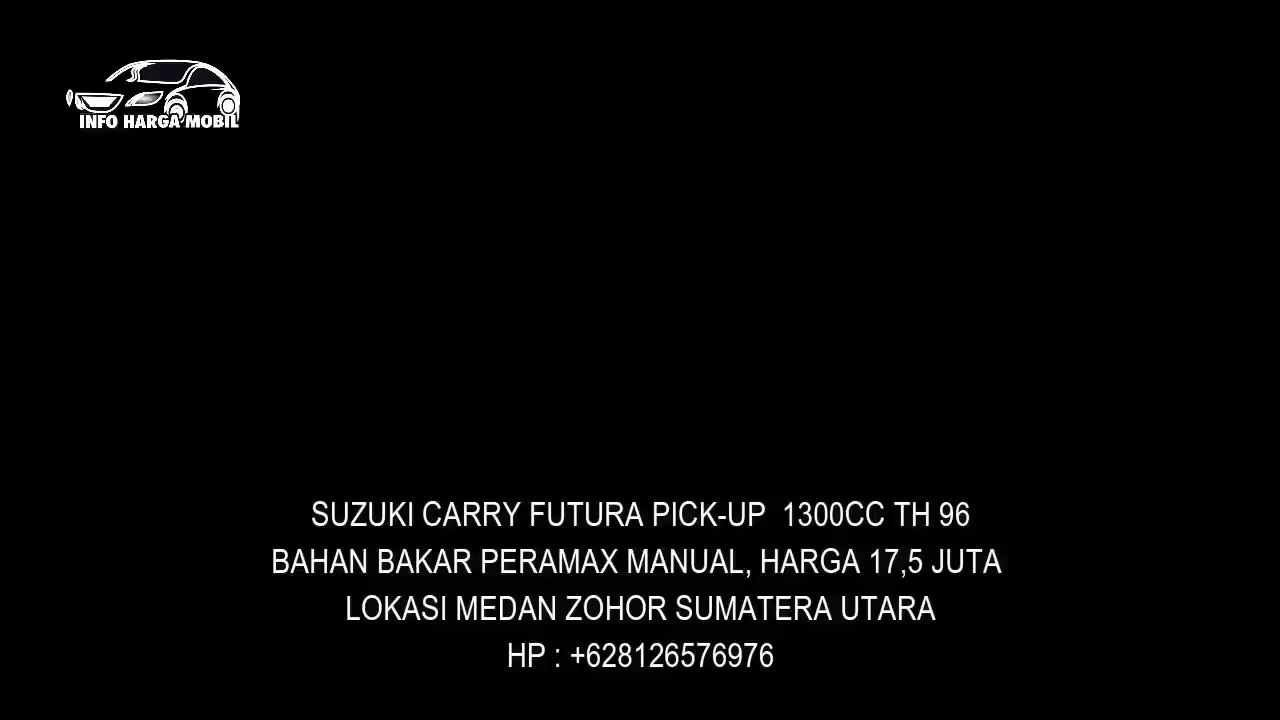 INFO HARGA MOBIL
SUZUKI CARRY FUTURA PICK-UP 1300CC TH 96
BAHAN BAKAR PERAMAX MANUAL, HARGA 17,5 JUTA
LOKASI MEDAN ZOHOR SUMATERA UTARA
HP : +628126576976